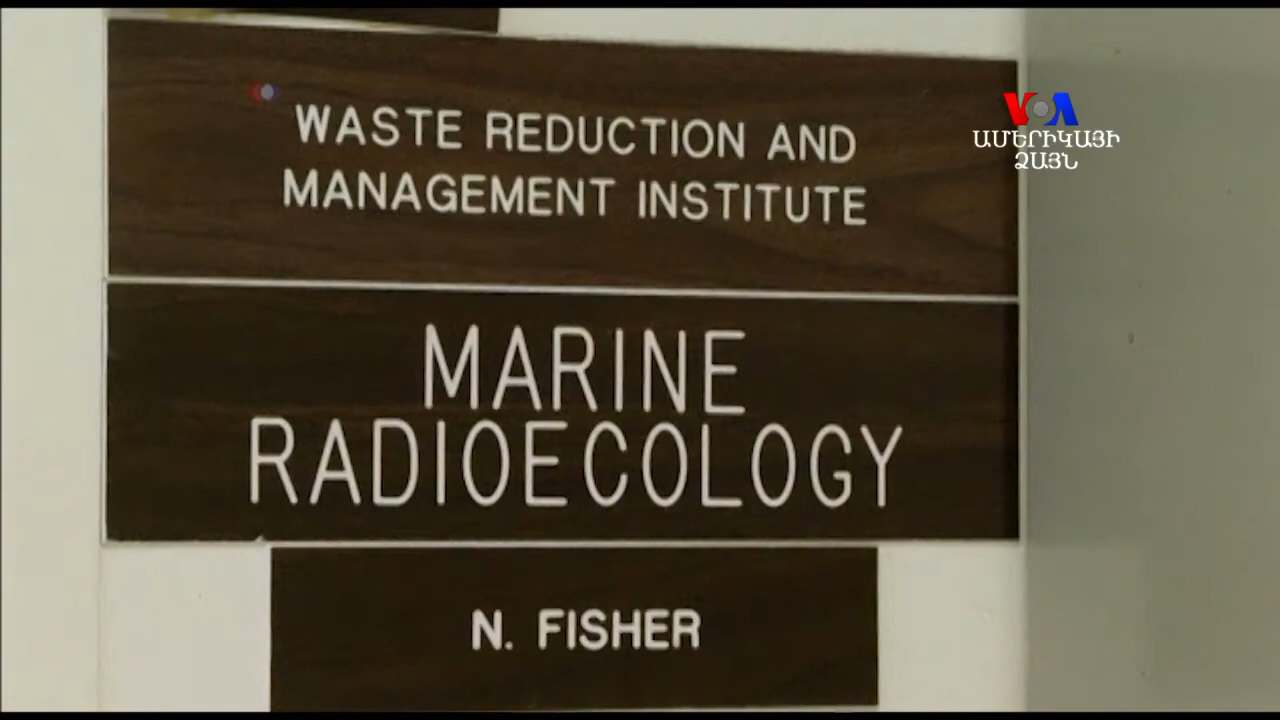 WASTE REDUCTION AND
MANAGEMENT INSTITUTE
MARINE
RADIOECOLOGY
N. FISHER
VOA
ԱՄԵՐԻԿԱՅԻ
ՁԱՅՆ